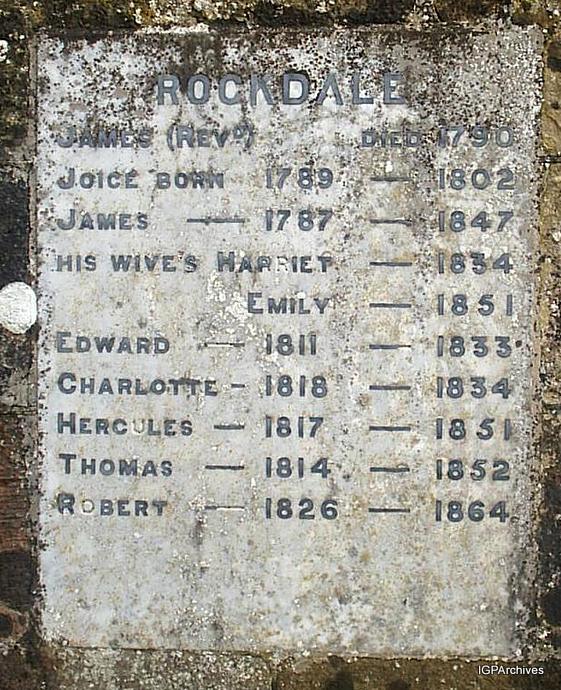 ROCKDALE
JAMES (REVD) DIED 1790
JOICE BORN 1789 — 1802
JAMES — 1787 — 1847
HIS WIVE'S HARRIET — 1834
EMILY — 1851
EDWARD — 1811 — 1833
CHARLOTTE - 1818 — 1834
HERCULES — 1817 — 1851
THOMAS — 1814 — 1852
ROBERT — 1826 — 1864
IGPArchives